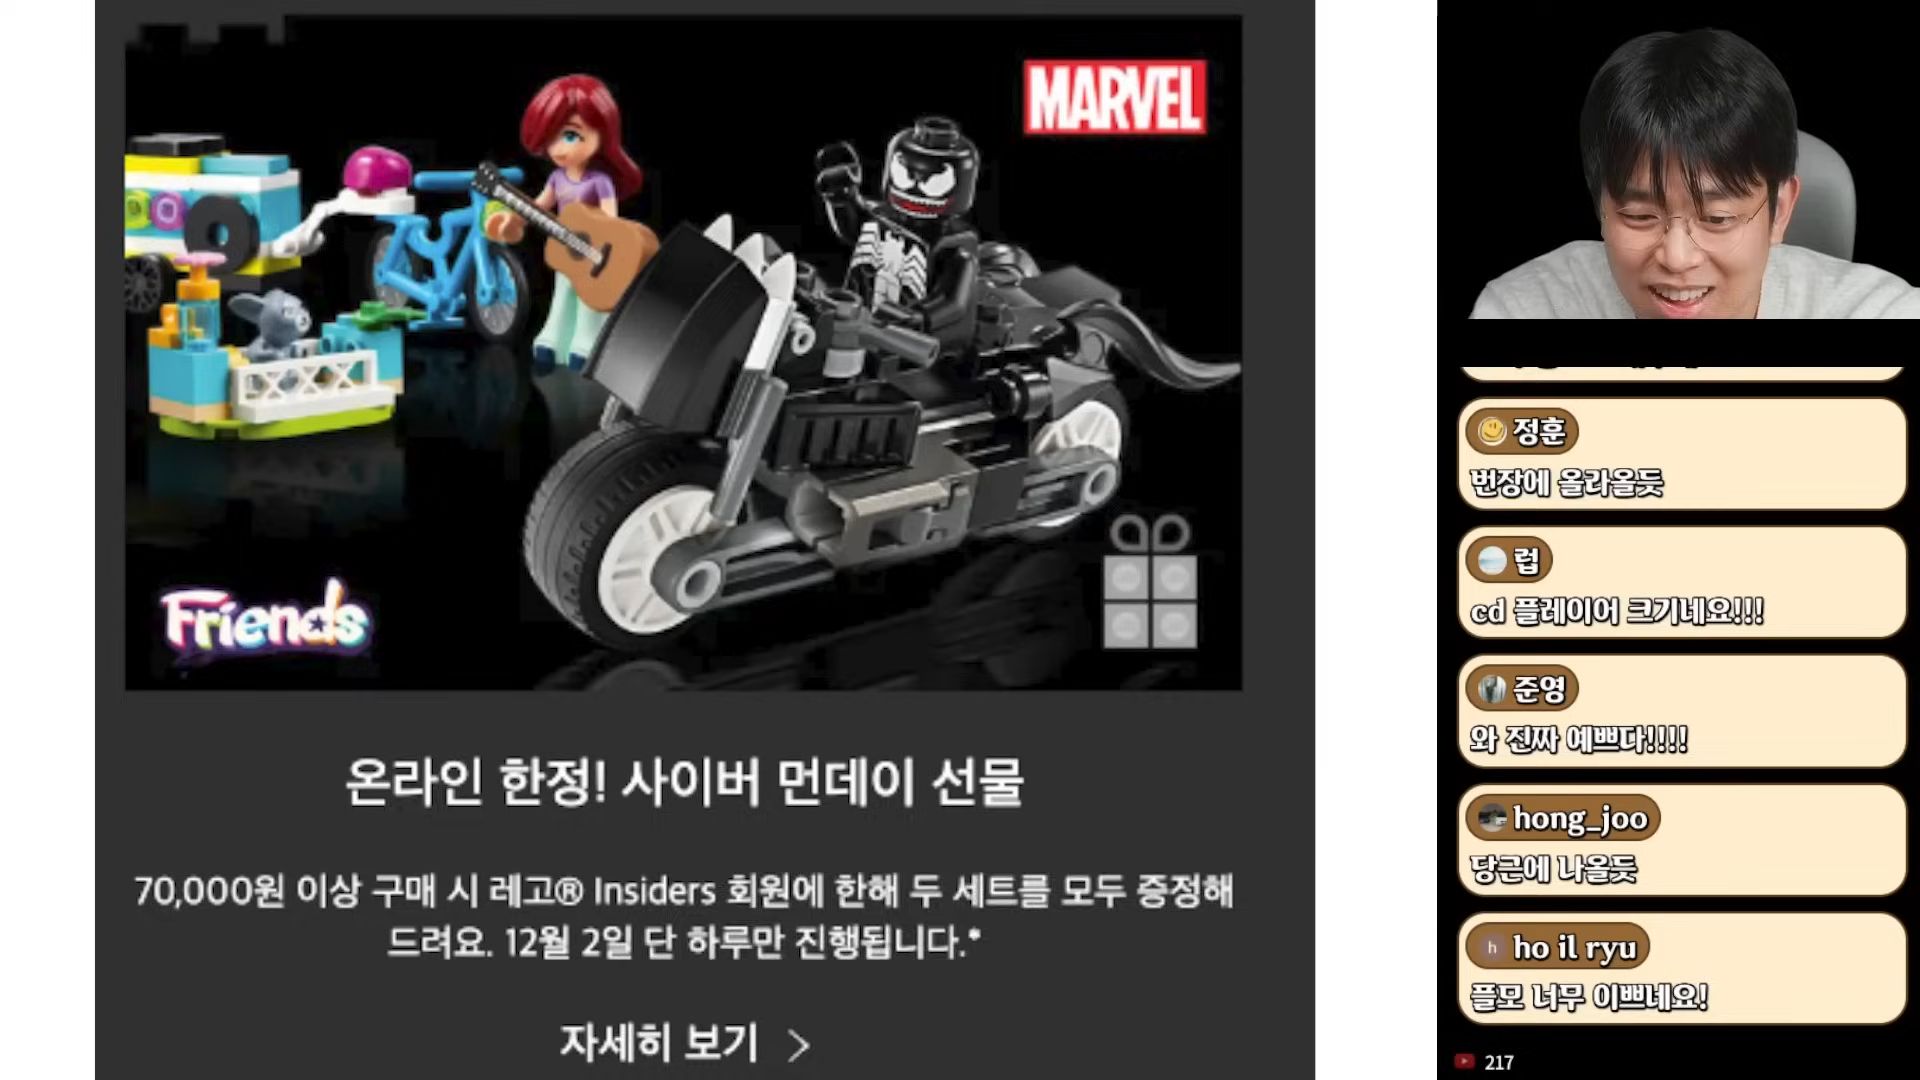 MARVEL
Friends
온라인 한정! 사이버 먼데이 선물
70,000원 이상 구매 시 레고® Insiders 회원에 한해 두 세트를 모두 증정해
드려요. 12월 2일 단 하루만 진행됩니다.*
자세히 보기 >
정훈
번장에 올라올듯
럽
cd 플레이어 크기네요!!!
준영
와 진짜 예쁘다!!!!
hong_joo
당근에 나올듯
h ho il ryu
플모 너무 이쁘네요!
217